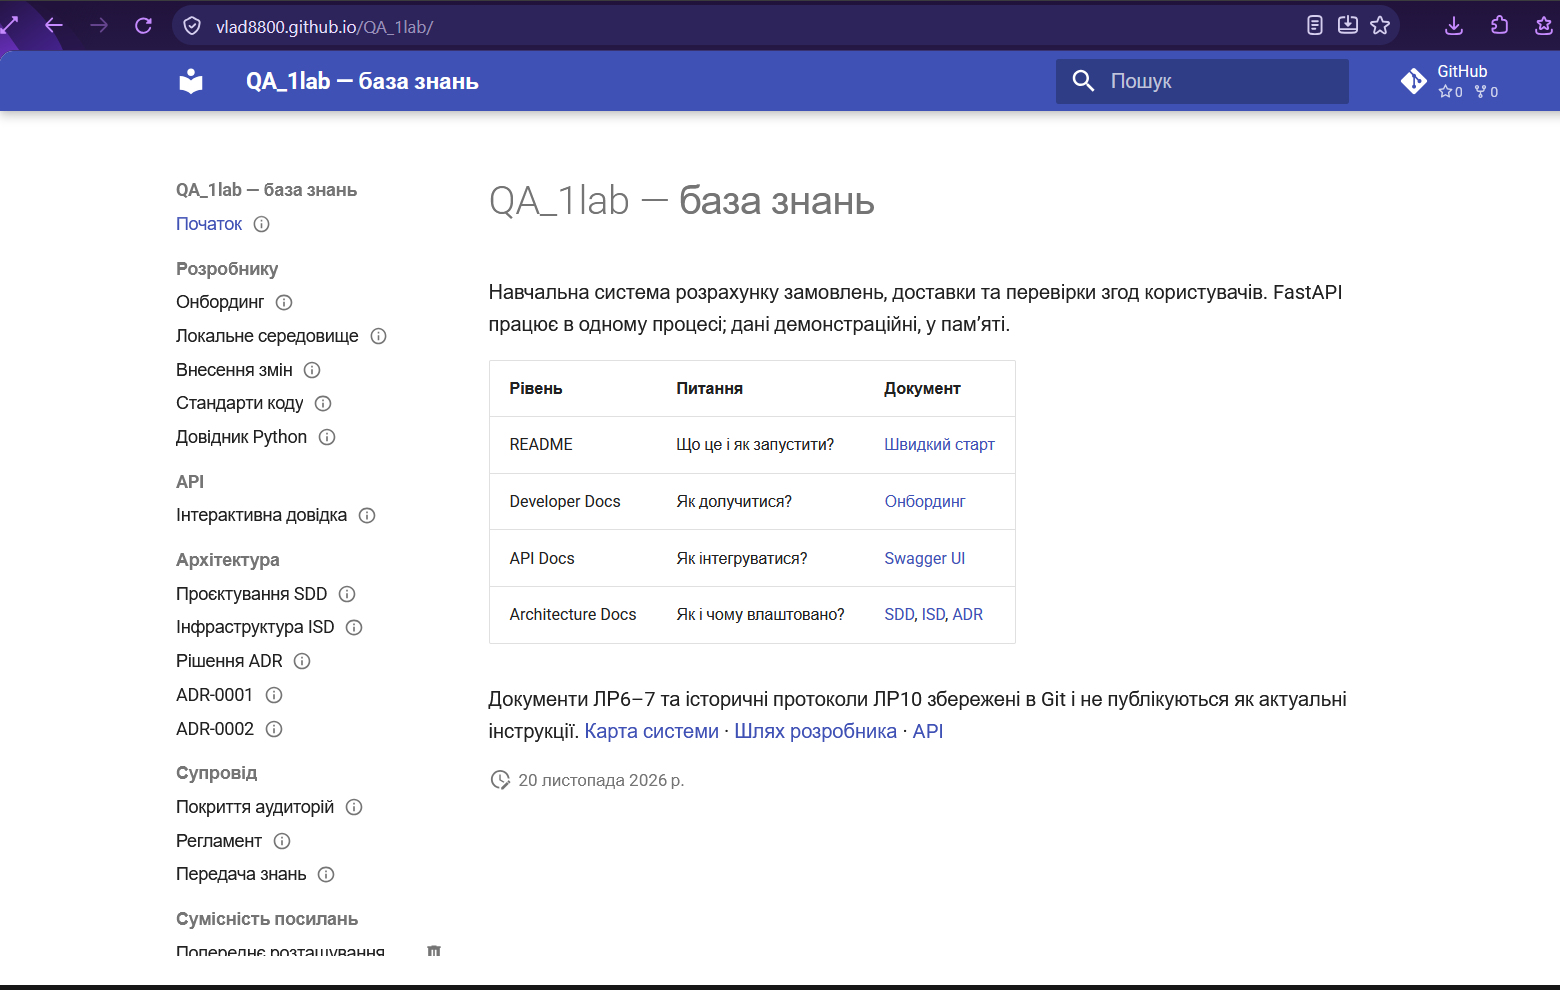 vlad8800.github.io/QA_1lab/
QA_1lab — база знань
Пошук
GitHub
0 0
QA_1lab — база знань
Початок
Розробнику
Онбординг
Локальне середовище
Внесення змін
Стандарти коду
Довідник Python
API
Інтерактивна довідка
Архітектура
Проєктування SDD
Інфраструктура ISD
Рішення ADR
ADR-0001
ADR-0002
Супровід
Покриття аудиторій
Регламент
Передача знань
Сумісність посилань
Попереднє розташування
QA_1lab — база знань
Навчальна система розрахунку замовлень, доставки та перевірки згод користувачів. FastAPI
працює в одному процесі; дані демонстраційні, у пам’яті.
Рівень Питання Документ
README Що це і як запустити? Швидкий старт
Developer Docs Як долучитися? Онбординг
API Docs Як інтегруватися? Swagger UI
Architecture Docs Як і чому влаштовано? SDD, ISD, ADR
Документи ЛР6–7 та історичні протоколи ЛР10 збережені в Git і не публікуються як актуальні
інструкції. Карта системи · Шлях розробника · API
20 листопада 2026 р.